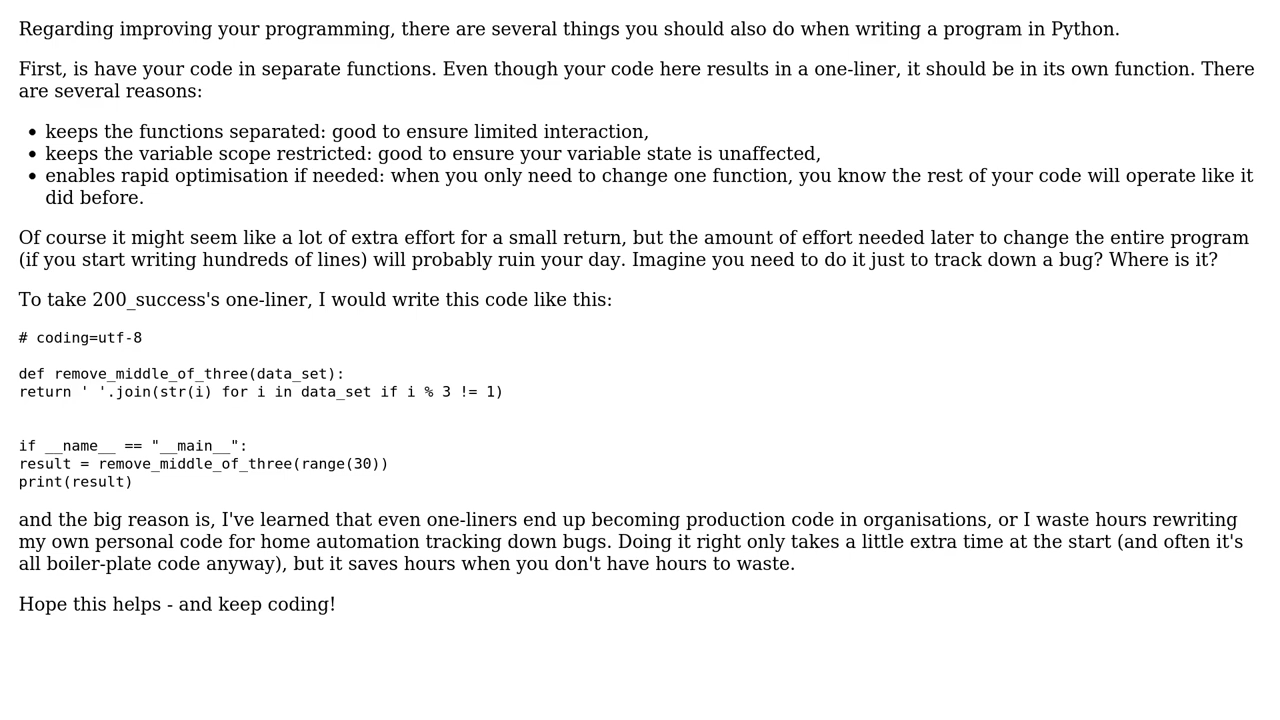 Regarding improving your programming, there are several things you should also do when writing a program in Python.
First, is have your code in separate functions. Even though your code here results in a one-liner, it should be in its own function. There
are several reasons:
• keeps the functions separated: good to ensure limited interaction,
• keeps the variable scope restricted: good to ensure your variable state is unaffected,
• enables rapid optimisation if needed: when you only need to change one function, you know the rest of your code will operate like it
did before.
Of course it might seem like a lot of extra effort for a small return, but the amount of effort needed later to change the entire program
(if you start writing hundreds of lines) will probably ruin your day. Imagine you need to do it just to track down a bug? Where is it?
To take 200_success's one-liner, I would write this code like this:
# coding=utf-8
def remove_middle_of_three(data_set):
return ' '.join(str(i) for i in data_set if i % 3 != 1)
if __name__ == "__main__":
result = remove_middle_of_three(range(30))
print(result)
and the big reason is, I've learned that even one-liners end up becoming production code in organisations, or I waste hours rewriting
my own personal code for home automation tracking down bugs. Doing it right only takes a little extra time at the start (and often it's
all boiler-plate code anyway), but it saves hours when you don't have hours to waste.
Hope this helps - and keep coding!